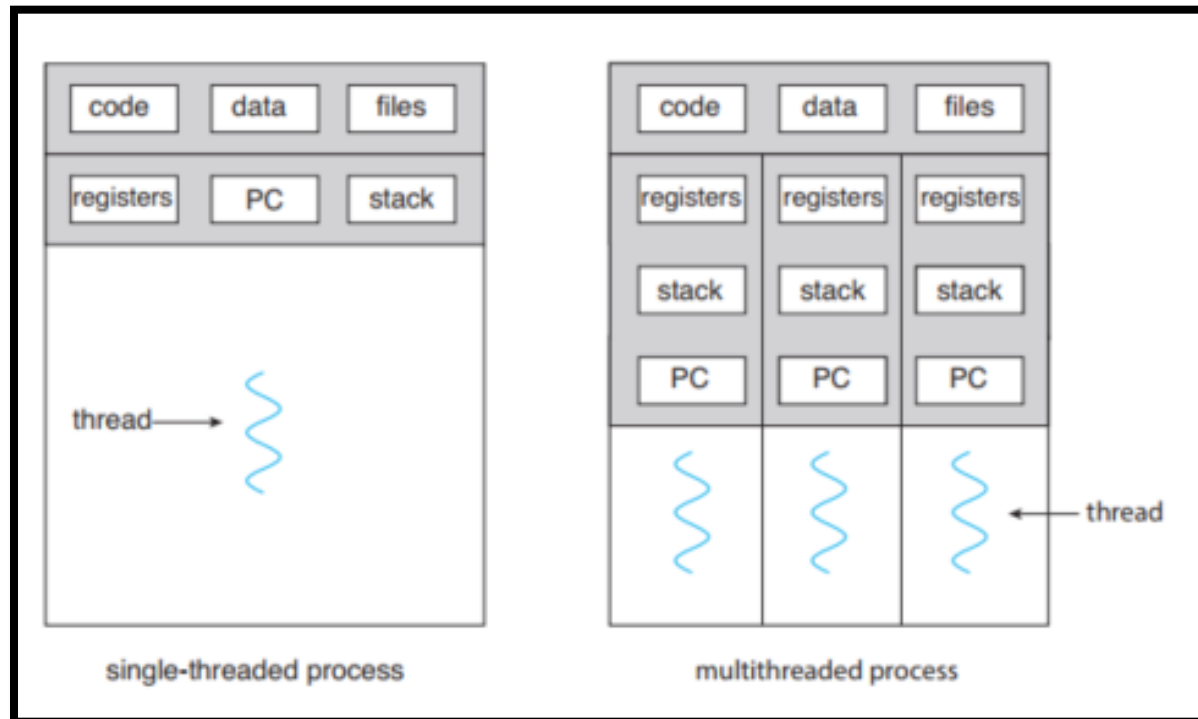 code data files
registers PC stack
thread
single-threaded process
code data files
registers registers registers
stack stack stack
PC PC PC
thread
multithreaded process